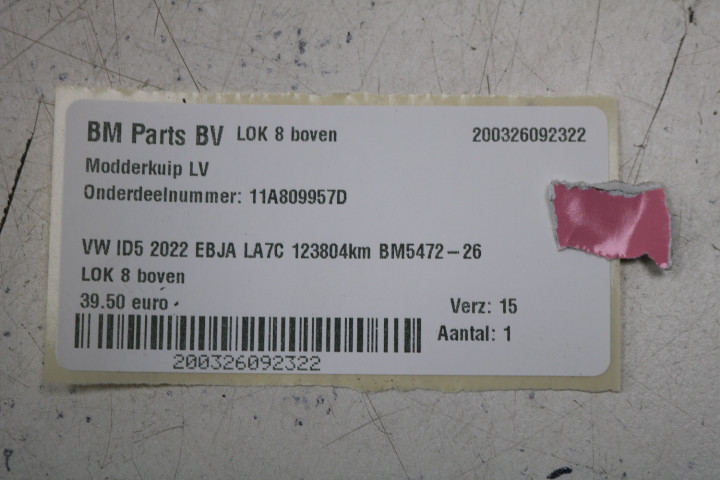 BM Parts BV LOK 8 boven 200326092322
Modderkuip LV
Onderdeelnummer: 11A809957D
VW ID5 2022 EBJA LA7C 123804km BM5472-26
LOK 8 boven
39.50 euro Verz: 15
Aantal: 1
200326092322